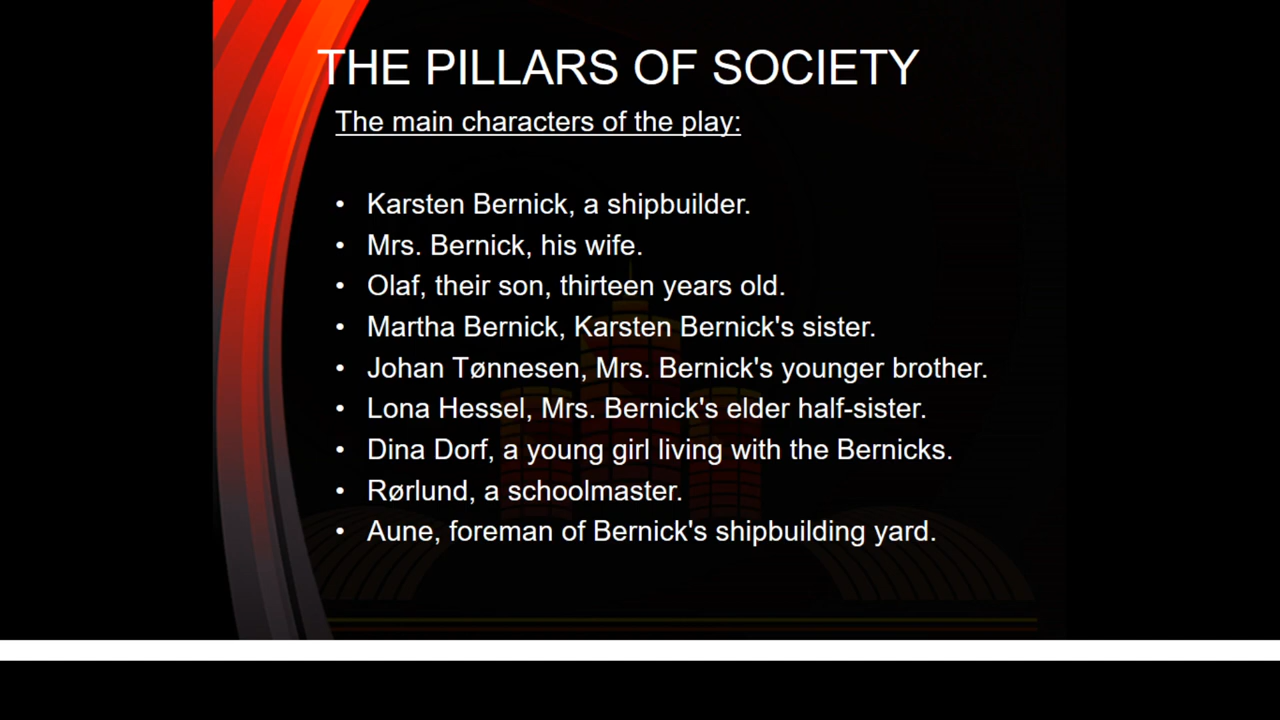 THE PILLARS OF SOCIETY
The main characters of the play:
• Karsten Bernick, a shipbuilder.
• Mrs. Bernick, his wife.
• Olaf, their son, thirteen years old.
• Martha Bernick, Karsten Bernick's sister.
• Johan Tønnesen, Mrs. Bernick's younger brother.
• Lona Hessel, Mrs. Bernick's elder half-sister.
• Dina Dorf, a young girl living with the Bernicks.
• Rørlund, a schoolmaster.
• Aune, foreman of Bernick's shipbuilding yard.